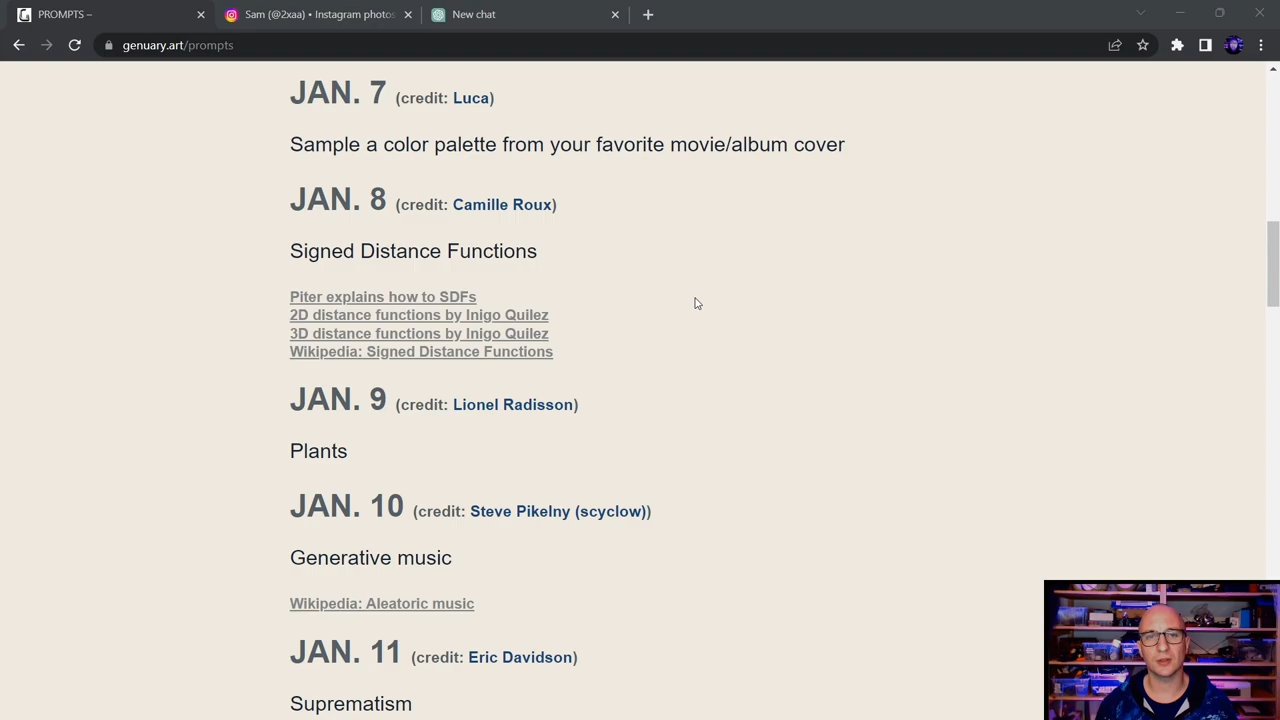 PROMPTS –
Sam (@2xaa) • Instagram photos
New chat
genuary.art/prompts
JAN. 7 (credit: Luca)
Sample a color palette from your favorite movie/album cover
JAN. 8 (credit: Camille Roux)
Signed Distance Functions
Piter explains how to SDFs
2D distance functions by Inigo Quilez
3D distance functions by Inigo Quilez
Wikipedia: Signed Distance Functions
JAN. 9 (credit: Lionel Radisson)
Plants
JAN. 10 (credit: Steve Pikelny (scyclow))
Generative music
Wikipedia: Aleatoric music
JAN. 11 (credit: Eric Davidson)
Suprematism